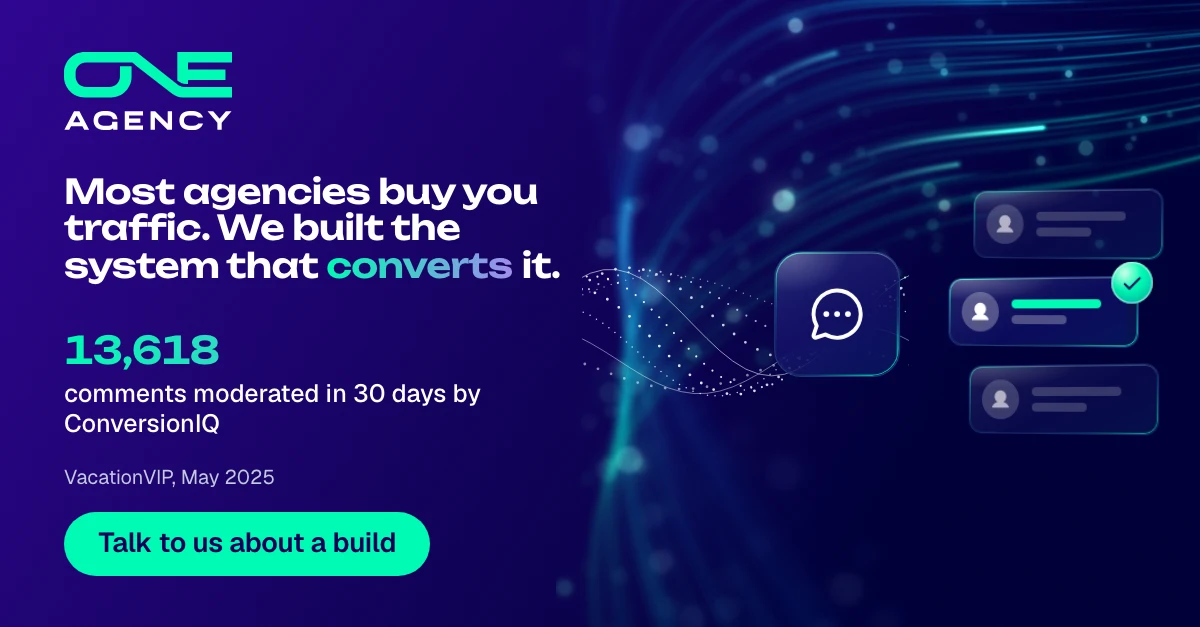 ONE
AGENCY
Most agencies buy you
traffic. We built the
system that converts it.
13,618
comments moderated in 30 days by
ConversionIQ
VacationVIP, May 2025
Talk to us about a build